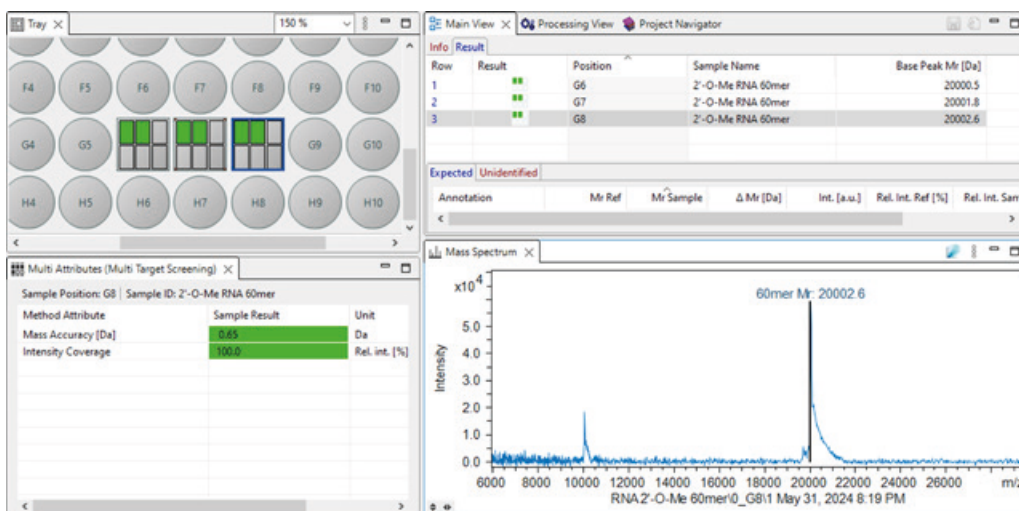 Tray
150 %
F4 F5 F6 F7 F8 F9 F10
G4 G5 G9 G10
H4 H5 H6 H7 H8 H9 H10
Multi Attributes (Multi Target Screening)
Sample Position: G8 | Sample ID: 2'-O-Me RNA 60mer
Method Attribute Sample Result Unit
Mass Accuracy [Da] 0.65 Da
Intensity Coverage 100.0 Rel. int. [%]
Main View Processing View Project Navigator
Info Result
Row Result Position Sample Name Base Peak Mr [Da]
1 G6 2'-O-Me RNA 60mer 20000.5
2 G7 2'-O-Me RNA 60mer 20001.8
3 G8 2'-O-Me RNA 60mer 20002.6
Expected Unidentified
Annotation Mr Ref Mr Sample Δ Mr [Da] Int. [a.u.] Rel. Int. Ref [%] Rel. Int. Sam
Mass Spectrum
x10⁴
60mer Mr: 20002.6
5.0
4.0
3.0
2.0
1.0
0.0
Intensity
6000 8000 10000 12000 14000 16000 18000 20000 22000 24000 26000 m/z
RNA 2'-O-Me 60mer\0_G8\1 May 31, 2024 8:19 PM